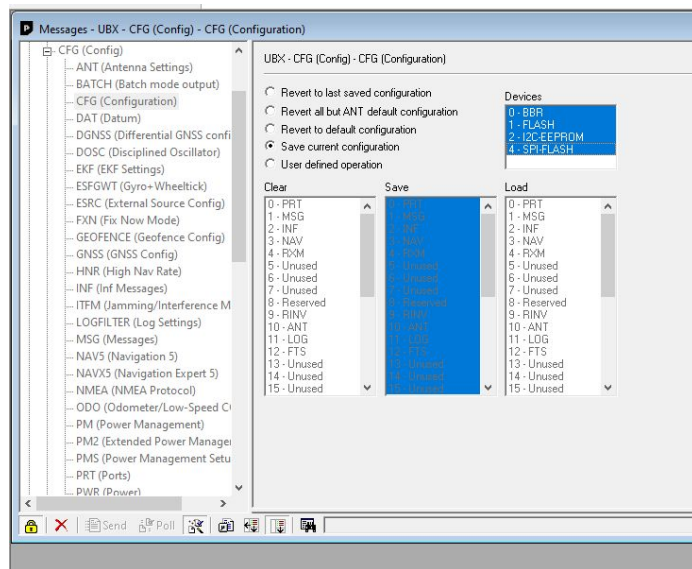 Messages - UBX - CFG (Config) - CFG (Configuration)
CFG (Config)
ANT (Antenna Settings)
BATCH (Batch mode output)
CFG (Configuration)
DAT (Datum)
DGNSS (Differential GNSS confi
DOSC (Disciplined Oscillator)
EKF (EKF Settings)
ESFGWT (Gyro+Wheeltick)
ESRC (External Source Config)
FXN (Fix Now Mode)
GEOFENCE (Geofence Config)
GNSS (GNSS Config)
HNR (High Nav Rate)
INF (Inf Messages)
ITFM (Jamming/Interference M
LOGFILTER (Log Settings)
MSG (Messages)
NAV5 (Navigation 5)
NAVX5 (Navigation Expert 5)
NMEA (NMEA Protocol)
ODO (Odometer/Low-Speed C
PM (Power Management)
PM2 (Extended Power Manage
PMS (Power Management Setu
PRT (Ports)
PWR (Power)
UBX - CFG (Config) - CFG (Configuration)
Revert to last saved configuration
Revert all but ANT default configuration
Revert to default configuration
Save current configuration
User defined operation
Devices
0 - BBR
1 - FLASH
2 - I2C-EEPROM
4 - SPI-FLASH
Clear
0 - PRT
1 - MSG
2 - INF
3 - NAV
4 - RXM
5 - Unused
6 - Unused
7 - Unused
8 - Reserved
9 - RINV
10 - ANT
11 - LOG
12 - FTS
13 - Unused
14 - Unused
15 - Unused
Save
0 - PRT
1 - MSG
2 - INF
3 - NAV
4 - RXM
5 - Unused
6 - Unused
7 - Unused
8 - Reserved
9 - RINV
10 - ANT
11 - LOG
12 - FTS
13 - Unused
14 - Unused
15 - Unused
Load
0 - PRT
1 - MSG
2 - INF
3 - NAV
4 - RXM
5 - Unused
6 - Unused
7 - Unused
8 - Reserved
9 - RINV
10 - ANT
11 - LOG
12 - FTS
13 - Unused
14 - Unused
15 - Unused
Send
Poll